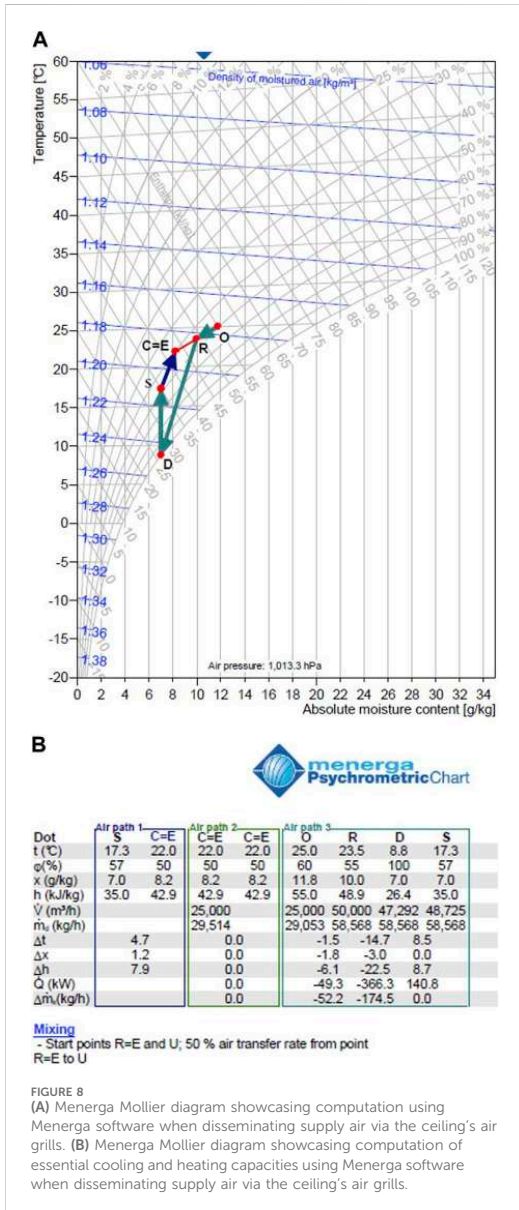 A
Temperature [°C]
60
55
50
45
40
35
30
25
20
15
10
5
0
-5
-10
-15
-20
Density of moistured air [kg/m³]
1.06
1.08
1.10
1.12
1.14
1.16
1.18
1.20
1.22
1.24
1.26
1.28
1.30
1.32
1.34
1.36
1.38
25 %
30 %
40 %
50 %
60 %
70 %
80 %
90 %
100 %
C=E
R
O
S
D
Air pressure: 1,013.3 hPa
0 2 4 6 8 10 12 14 16 18 20 22 24 26 28 30 32 34
Absolute moisture content [g/kg]
B
menerga
PsychrometricChart
Air path 1 Air path 2 Air path 3
Dot S C=E C=E C=E O R D S
t (°C) 17.3 22.0 22.0 22.0 25.0 23.5 8.8 17.3
φ(%) 57 50 50 50 60 55 100 57
x (g/kg) 7.0 8.2 8.2 8.2 11.8 10.0 7.0 7.0
h (kJ/kg) 35.0 42.9 42.9 42.9 55.0 48.9 26.4 35.0
V̇ (m³/h) 25,000 25,000 50,000 47,292 48,725
ṁd (kg/h) 29,514 29,053 58,568 58,568 58,568
Δt 4.7 0.0 -1.5 -14.7 8.5
Δx 1.2 0.0 -1.8 -3.0 0.0
Δh 7.9 0.0 -6.1 -22.5 8.7
Q̇ (kW) 0.0 -49.3 -366.3 140.8
Δṁ (kg/h) 0.0 -52.2 -174.5 0.0
Mixing
- Start points R=E and U; 50 % air transfer rate from point
R=E to U
FIGURE 8
(A) Menerga Mollier diagram showcasing computation using
Menerga software when disseminating supply air via the ceiling's air
grills. (B) Menerga Mollier diagram showcasing computation of
essential cooling and heating capacities using Menerga software
when disseminating supply air via the ceiling's air grills.